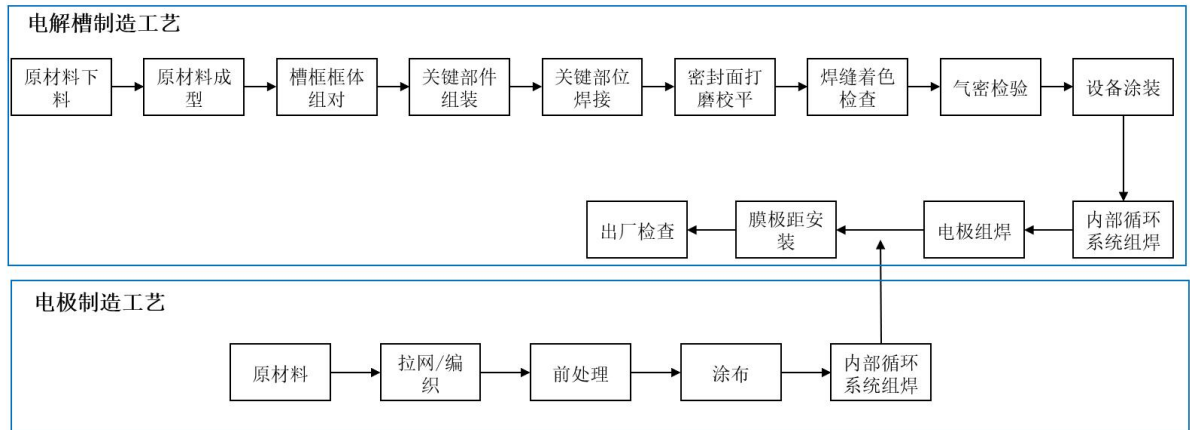 电解槽制造工艺
原材料下
料
原材料成
型
槽框框体
组对
关键部件
组装
关键部位
焊接
密封面打
磨校平
焊缝着色
检查
气密检验
设备涂装
出厂检查
膜极距安
装
电极组焊
内部循环
系统组焊
电极制造工艺
原材料
拉网/编
织
前处理
涂布
内部循环
系统组焊